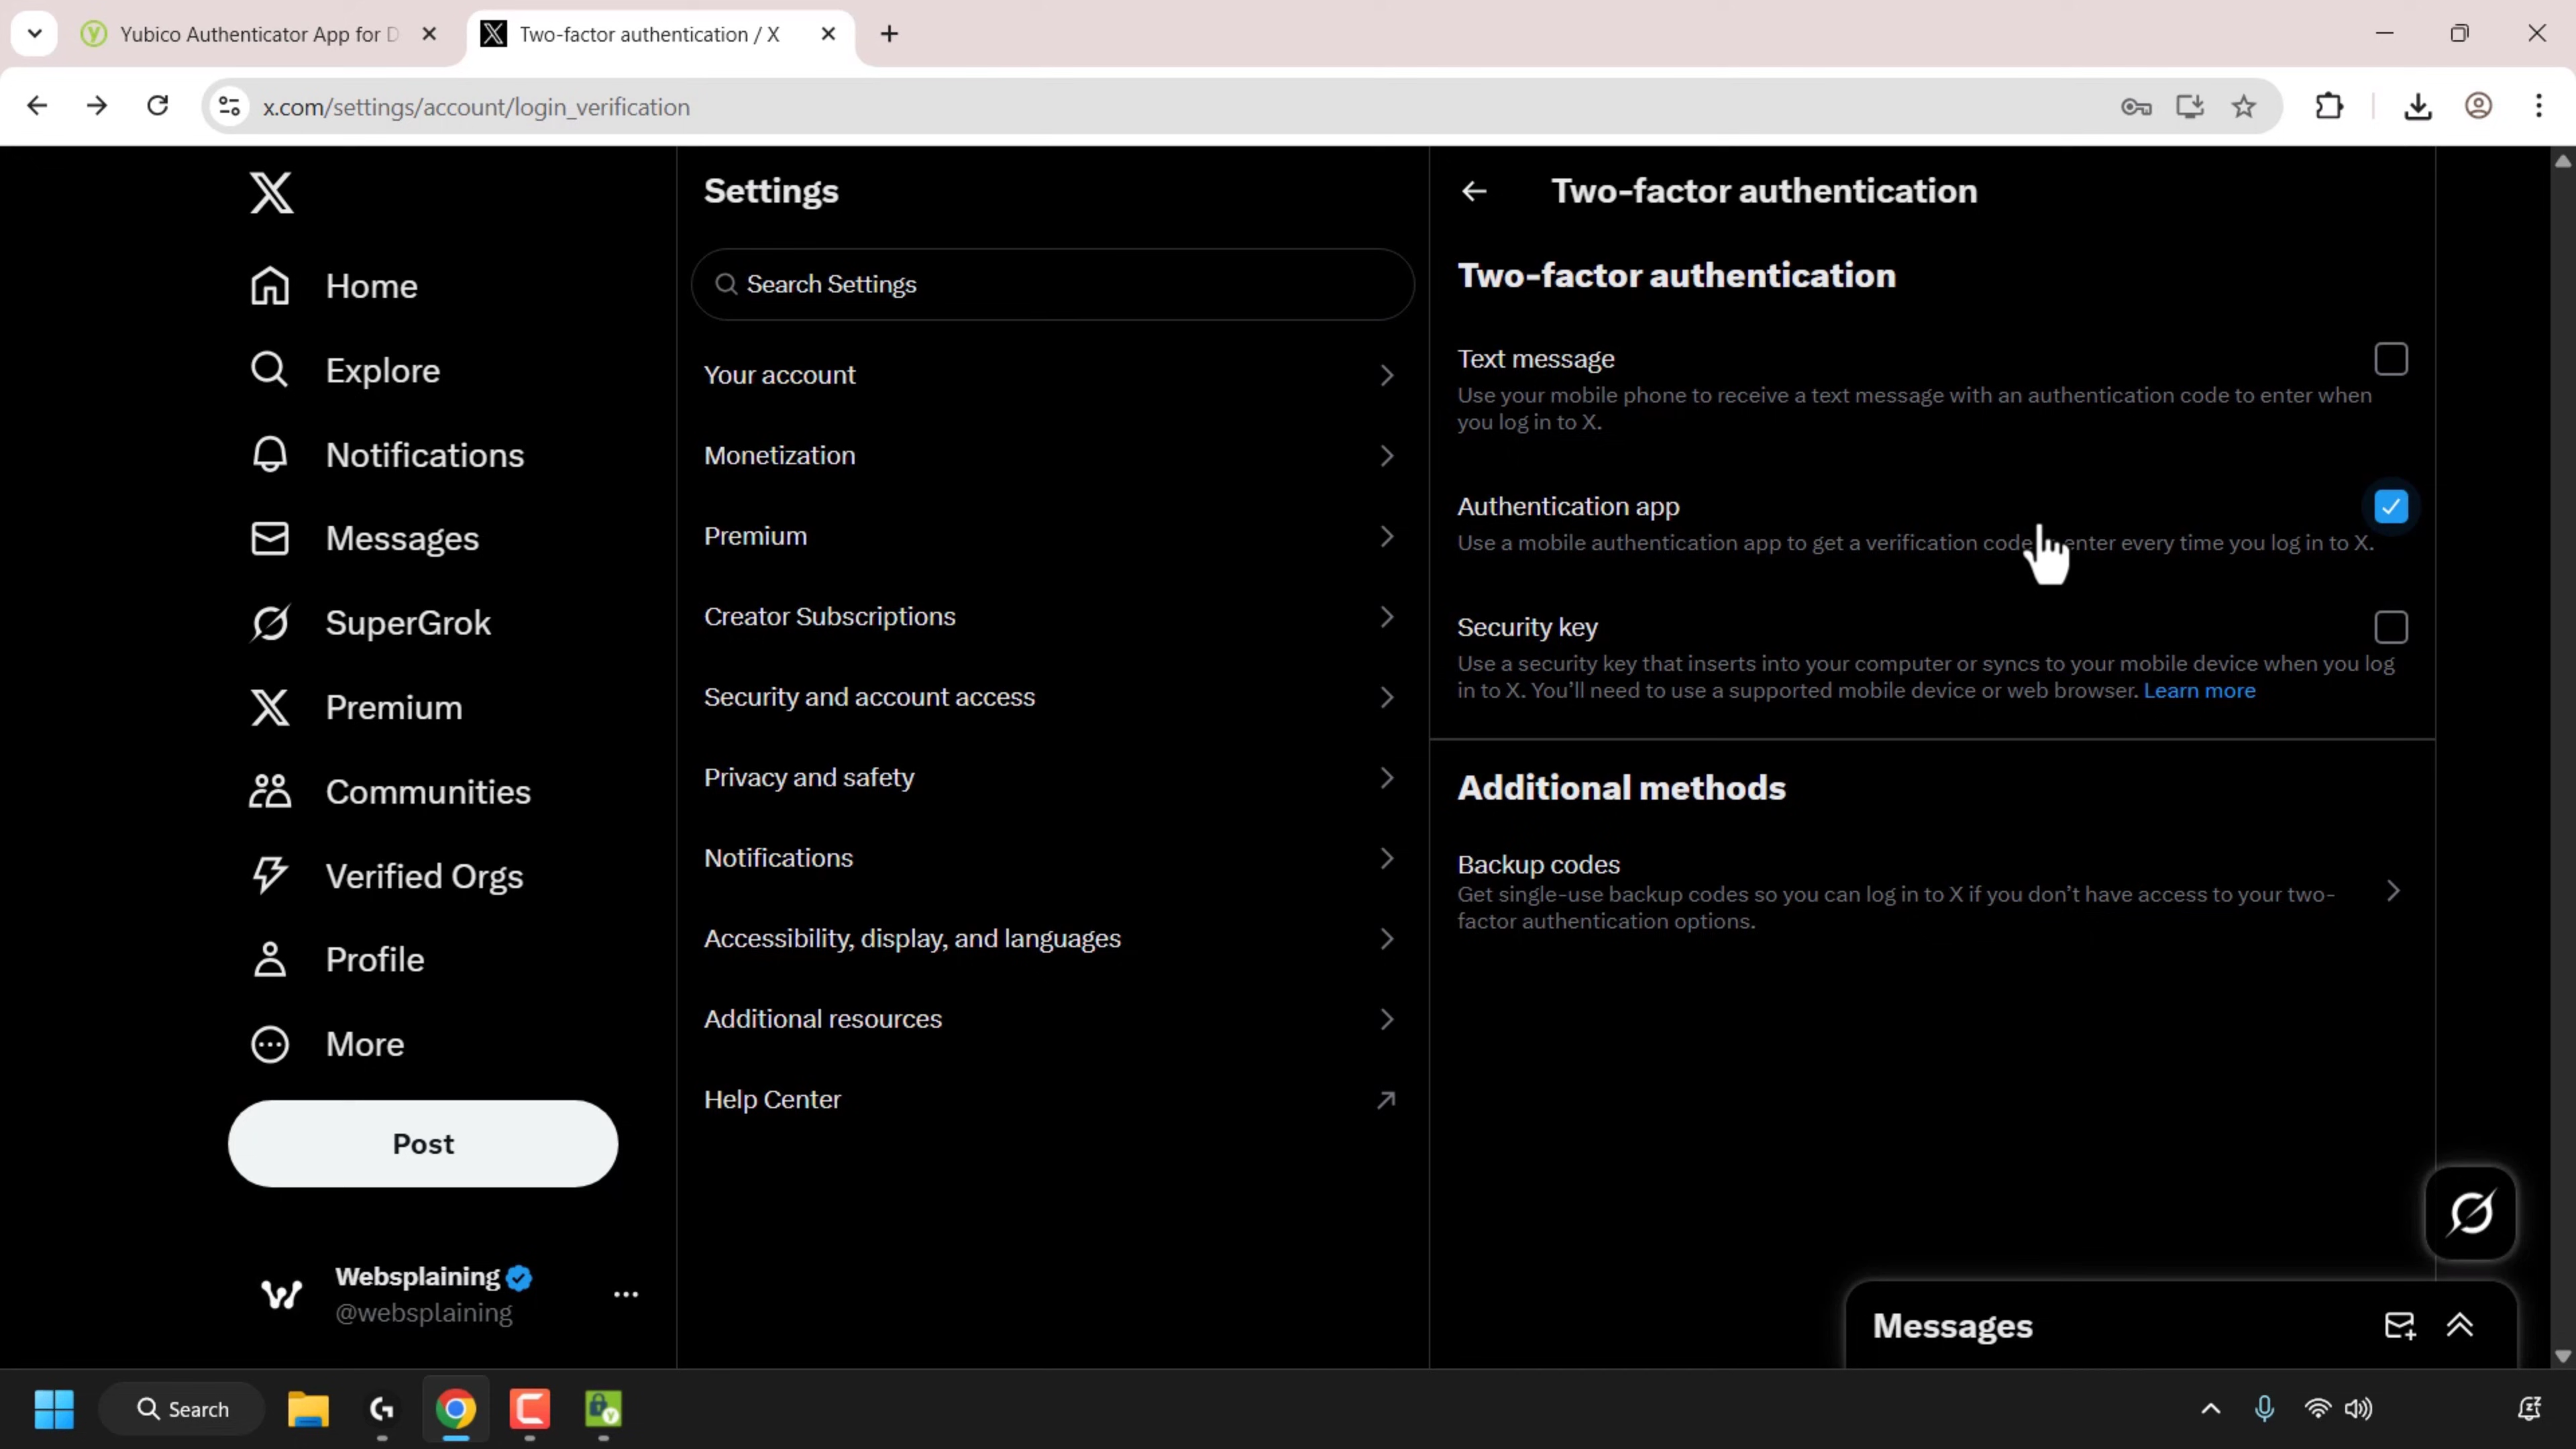 Yubico Authenticator App for D
Two-factor authentication / X
x.com/settings/account/login_verification
Home
Explore
Notifications
Messages
SuperGrok
Premium
Communities
Verified Orgs
Profile
More
Post
Websplaining
@websplaining
Settings
Search Settings
Your account
Monetization
Premium
Creator Subscriptions
Security and account access
Privacy and safety
Notifications
Accessibility, display, and languages
Additional resources
Help Center
Two-factor authentication
Two-factor authentication
Text message
Use your mobile phone to receive a text message with an authentication code to enter when
you log in to X.
Authentication app
Use a mobile authentication app to get a verification code enter every time you log in to X.
Security key
Use a security key that inserts into your computer or syncs to your mobile device when you log
in to X. You’ll need to use a supported mobile device or web browser. Learn more
Additional methods
Backup codes
Get single-use backup codes so you can log in to X if you don’t have access to your two-
factor authentication options.
Messages
Search